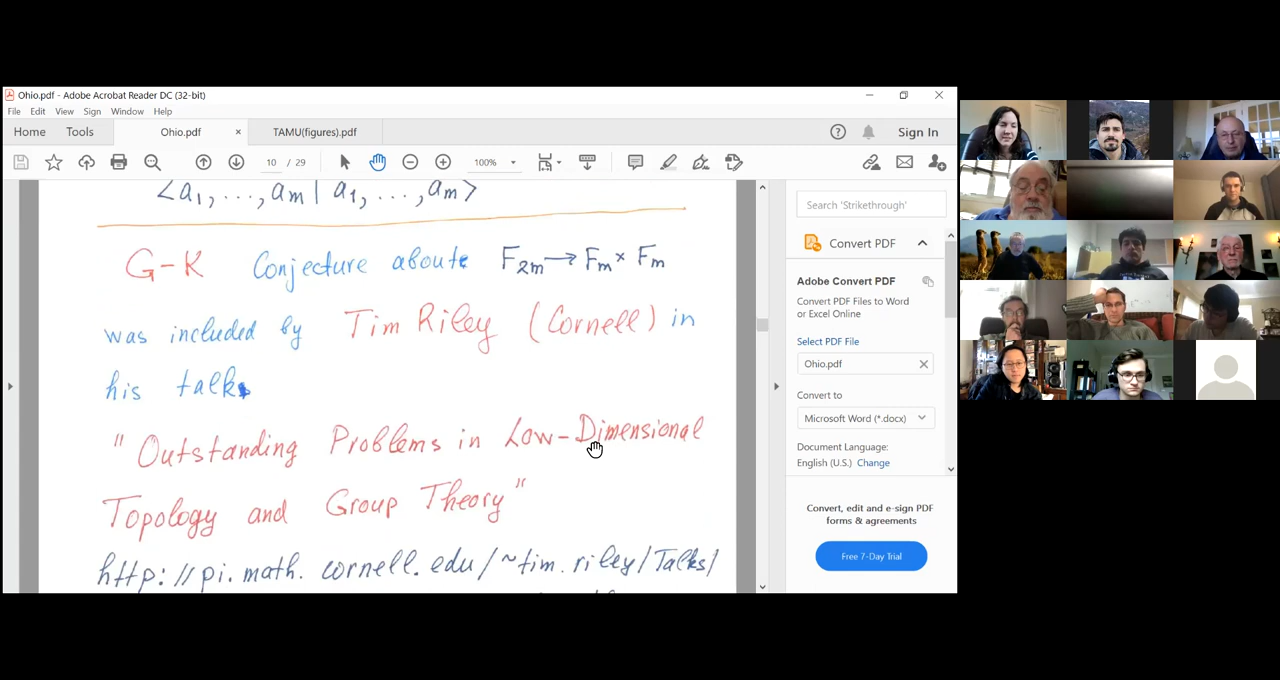 Ohio.pdf - Adobe Acrobat Reader DC (32-bit)
File Edit View Sign Window Help
Home Tools Ohio.pdf × TAMU(figures).pdf Sign In
10 / 29 100%
<a1, ..., am | a1, ..., am>
G-K Conjecture about F2m → Fm × Fm
was included by Tim Riley (Cornell) in
his talk
"Outstanding Problems in Low-Dimensional
Topology and Group Theory"
http://pi.math.cornell.edu/~tim.riley/Talks/
Search 'Strikethrough'
Convert PDF
Adobe Convert PDF
Convert PDF Files to Word
or Excel Online
Select PDF File
Ohio.pdf
Convert to
Microsoft Word (*.docx)
Document Language:
English (U.S.) Change
Convert, edit and e-sign PDF
forms & agreements
Free 7-Day Trial